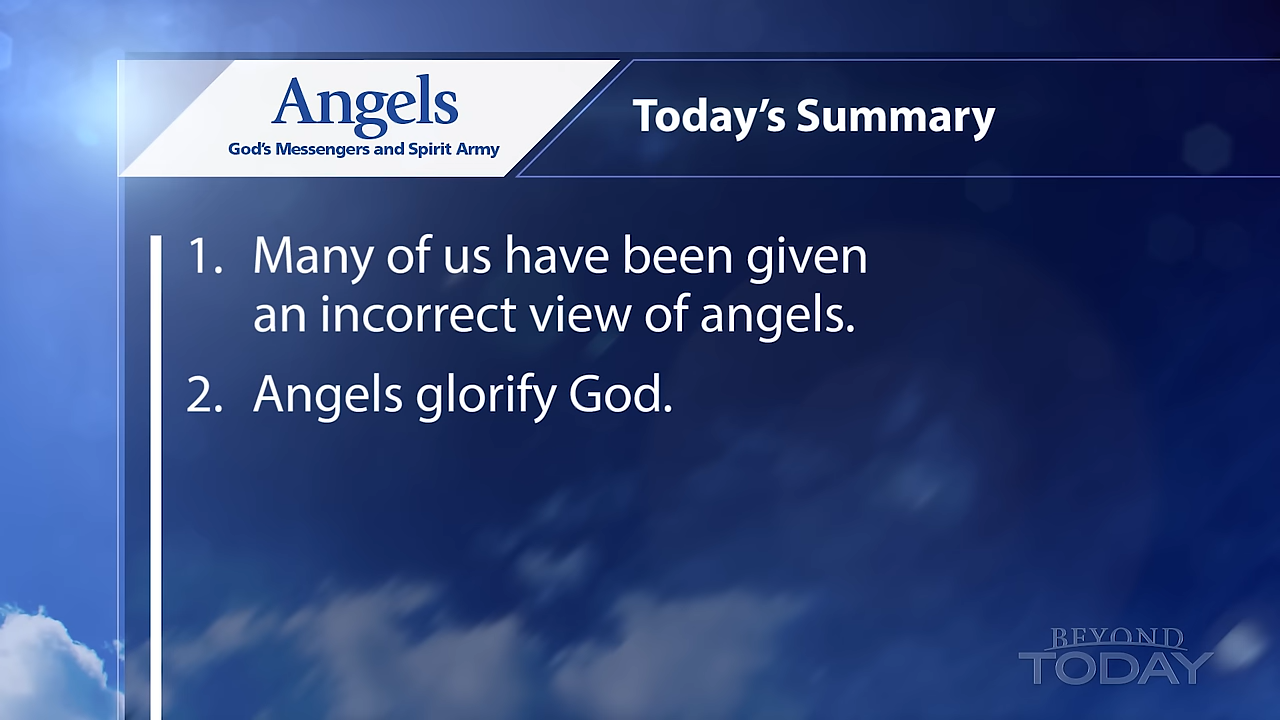 Angels
God's Messengers and Spirit Army
Today's Summary
1. Many of us have been given
an incorrect view of angels.
2. Angels glorify God.
BEYOND
TODAY